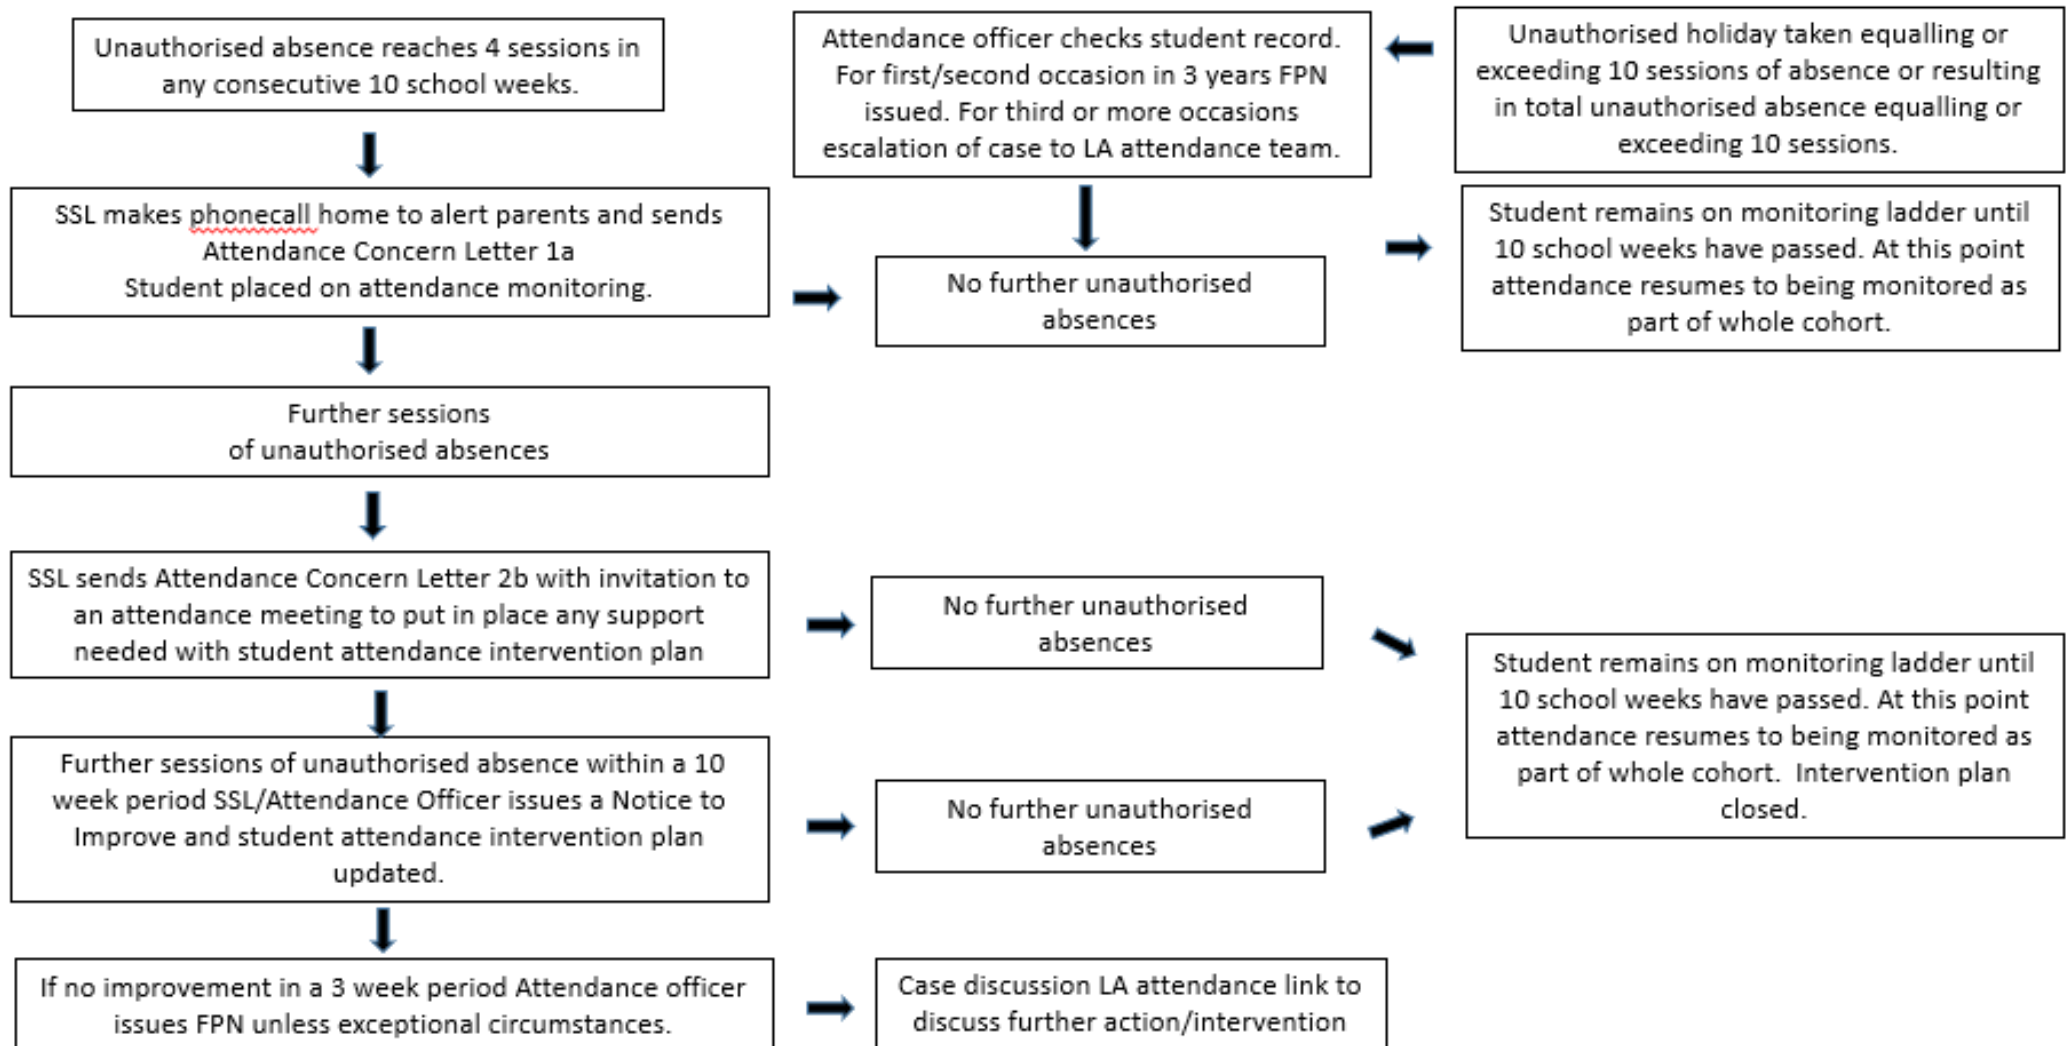 Unauthorised absence reaches 4 sessions in
any consecutive 10 school weeks.
Attendance officer checks student record.
For first/second occasion in 3 years FPN
issued. For third or more occasions
escalation of case to LA attendance team.
Unauthorised holiday taken equalling or
exceeding 10 sessions of absence or resulting
in total unauthorised absence equalling or
exceeding 10 sessions.
SSL makes phonecall home to alert parents and sends
Attendance Concern Letter 1a
Student placed on attendance monitoring.
No further unauthorised
absences
Student remains on monitoring ladder until
10 school weeks have passed. At this point
attendance resumes to being monitored as
part of whole cohort.
Further sessions
of unauthorised absences
SSL sends Attendance Concern Letter 2b with invitation to
an attendance meeting to put in place any support
needed with student attendance intervention plan
No further unauthorised
absences
Student remains on monitoring ladder until
10 school weeks have passed. At this point
attendance resumes to being monitored as
part of whole cohort.  Intervention plan
closed.
Further sessions of unauthorised absence within a 10
week period SSL/Attendance Officer issues a Notice to
Improve and student attendance intervention plan
updated.
No further unauthorised
absences
If no improvement in a 3 week period Attendance officer
issues FPN unless exceptional circumstances.
Case discussion LA attendance link to
discuss further action/intervention